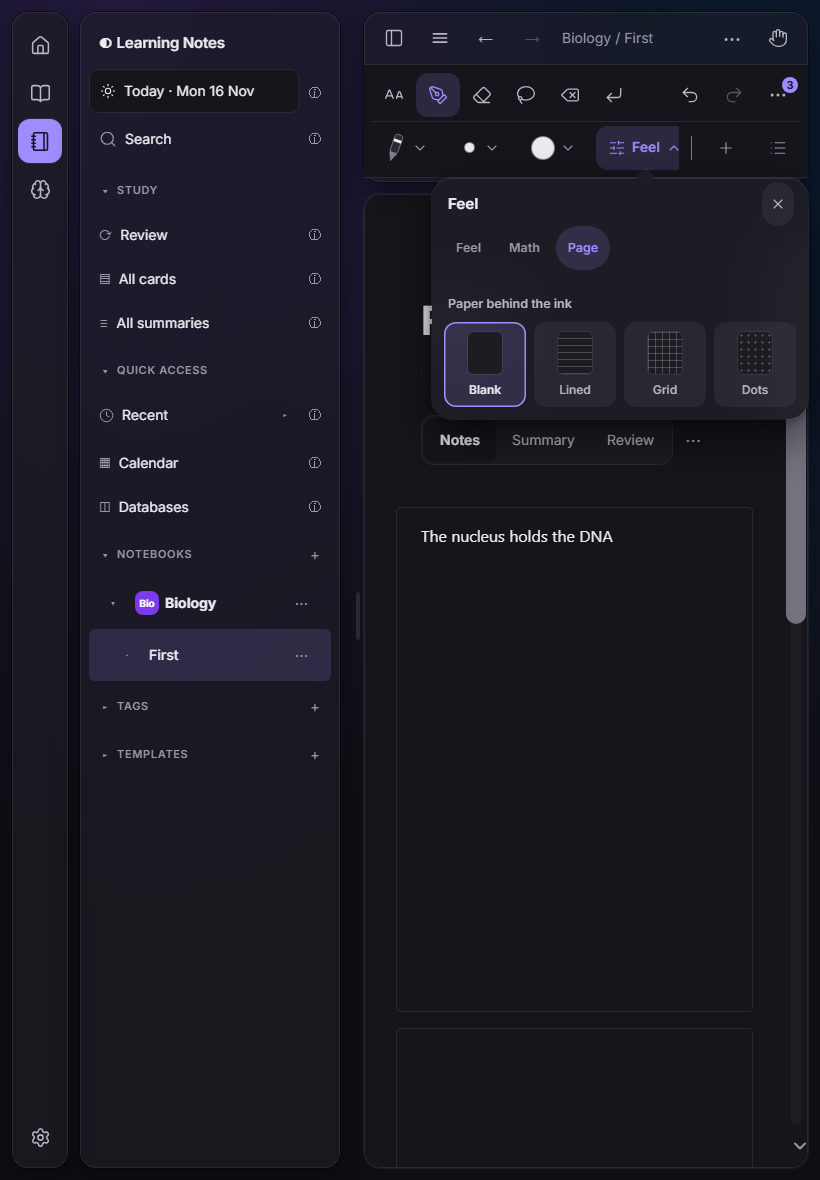 Learning Notes
Today · Mon 16 Nov
Search
STUDY
Review
All cards
All summaries
QUICK ACCESS
Recent
Calendar
Databases
NOTEBOOKS
Bio Biology
First
TAGS
TEMPLATES
Biology / First
AA
3
Feel
Feel
Feel Math Page
Paper behind the ink
Blank Lined Grid Dots
Notes Summary Review
The nucleus holds the DNA